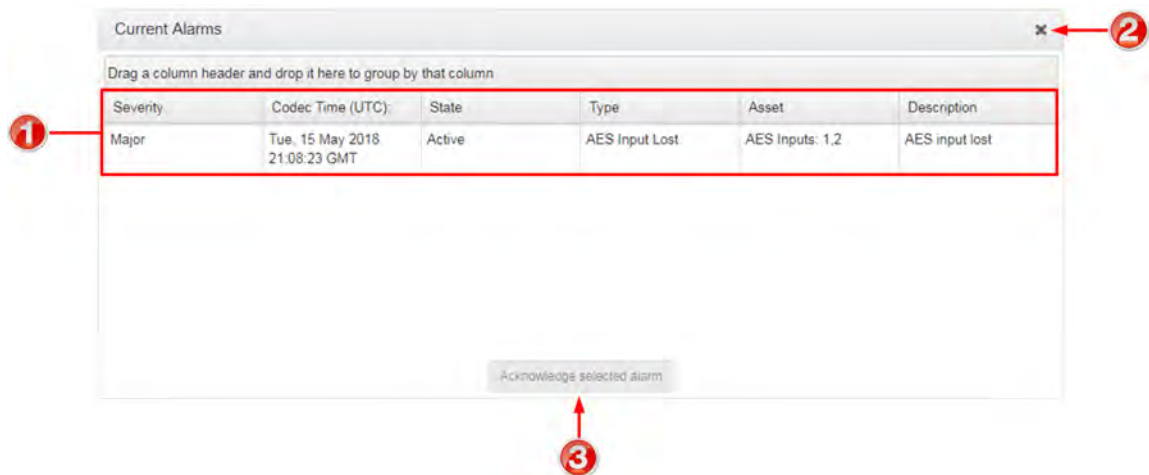 Current Alarms
2
Drag a column header and drop it here to group by that column
Severity Codec Time (UTC): State Type Asset Description
1
Major Tue, 15 May 2018 Active AES Input Lost AES Inputs: 1,2 AES input lost
21:08:23 GMT
Acknowledge selected alarm
3